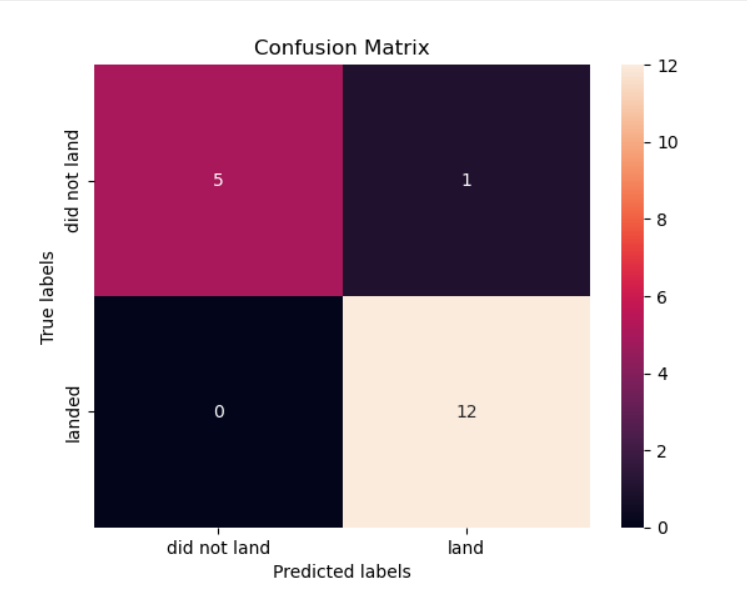 Confusion Matrix
True labels
did not land
landed
5
1
0
12
did not land
land
Predicted labels
12
10
8
6
4
2
0